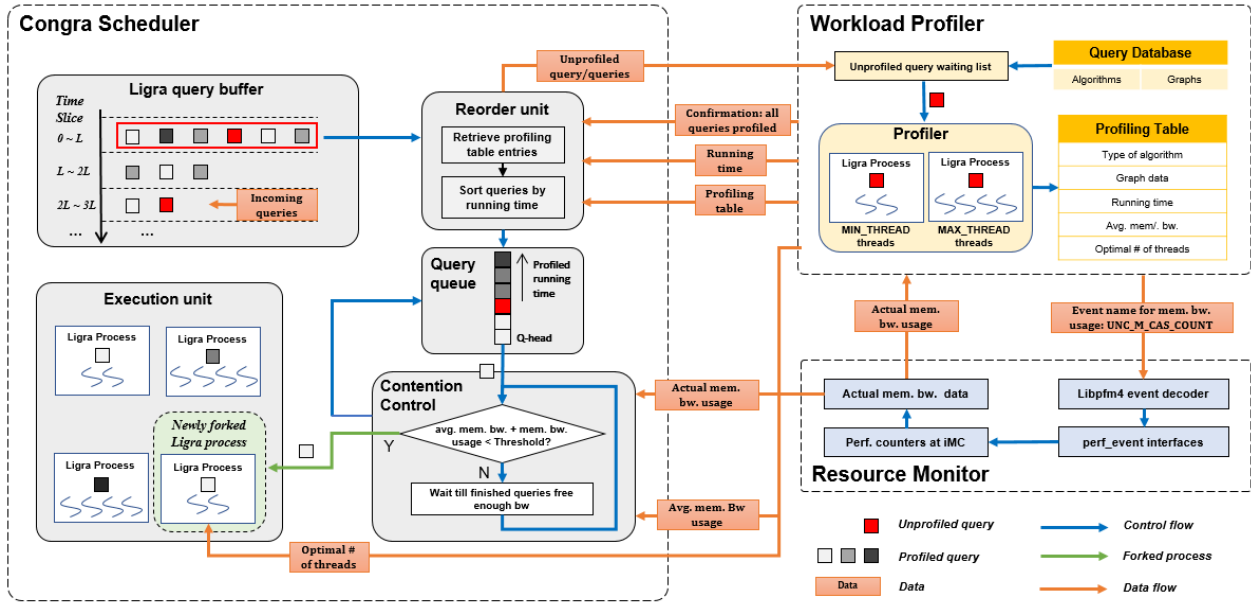 Congra Scheduler
Ligra query buffer
Time
Slice
0 ~ L
L ~ 2L
2L ~ 3L
...
...
Incoming
queries
Unprofiled
query/queries
Reorder unit
Retrieve profiling
table entries
Sort queries by
running time
Confirmation: all
queries profiled
Running
time
Profiling
table
Query
queue
Profiled
running
time
Q-head
Execution unit
Ligra Process
Ligra Process
Newly forked
Ligra process
Ligra Process
Ligra Process
Contention
Control
avg. mem. bw. + mem. bw.
usage < Threshold?
Y
N
Wait till finished queries free
enough bw
Actual mem.
bw. usage
Avg. mem. Bw
usage
Optimal #
of threads
Workload Profiler
Unprofiled query waiting list
Query Database
Algorithms
Graphs
Profiler
Ligra Process
Ligra Process
MIN_THREAD
threads
MAX_THREAD
threads
Profiling Table
Type of algorithm
Graph data
Running time
Avg. mem/. bw.
Optimal # of threads
Actual mem.
bw. usage
Event name for mem. bw.
usage: UNC_M_CAS_COUNT
Actual mem. bw. data
Libpfm4 event decoder
Perf. counters at iMC
perf_event interfaces
Resource Monitor
Unprofiled query
Control flow
Profiled query
Forked process
Data
Data
Data flow